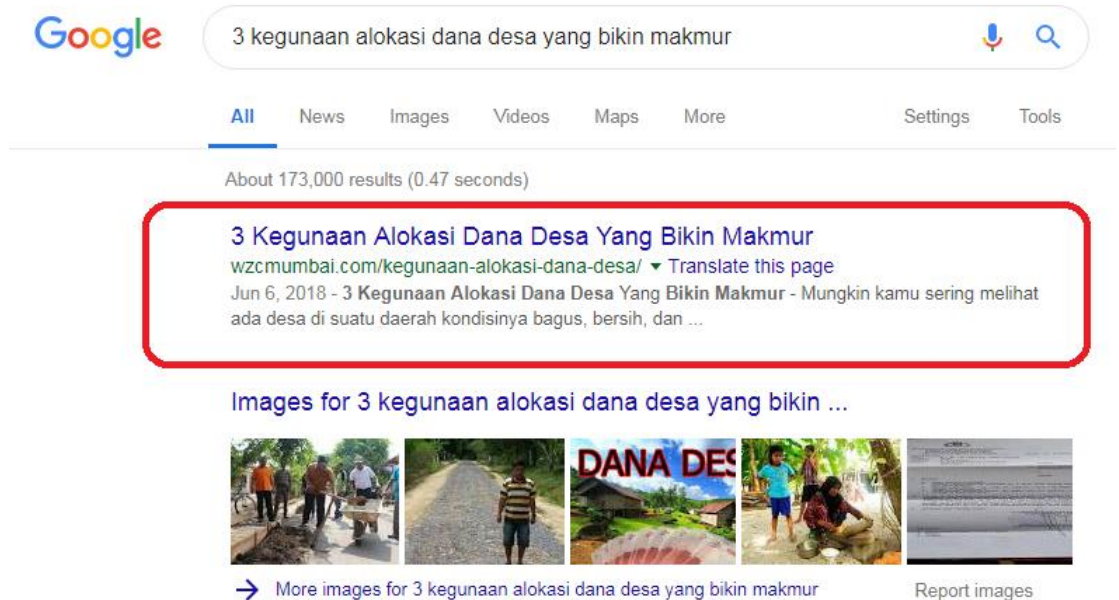 Google 3 kegunaan alokasi dana desa yang bikin makmur
All News Images Videos Maps More Settings Tools
About 173,000 results (0.47 seconds)
3 Kegunaan Alokasi Dana Desa Yang Bikin Makmur
wzcmumbai.com/kegunaan-alokasi-dana-desa/ ▼ Translate this page
Jun 6, 2018 - 3 Kegunaan Alokasi Dana Desa Yang Bikin Makmur - Mungkin kamu sering melihat
ada desa di suatu daerah kondisinya bagus, bersih, dan ...
Images for 3 kegunaan alokasi dana desa yang bikin ...
DANA DES
→ More images for 3 kegunaan alokasi dana desa yang bikin makmur Report images